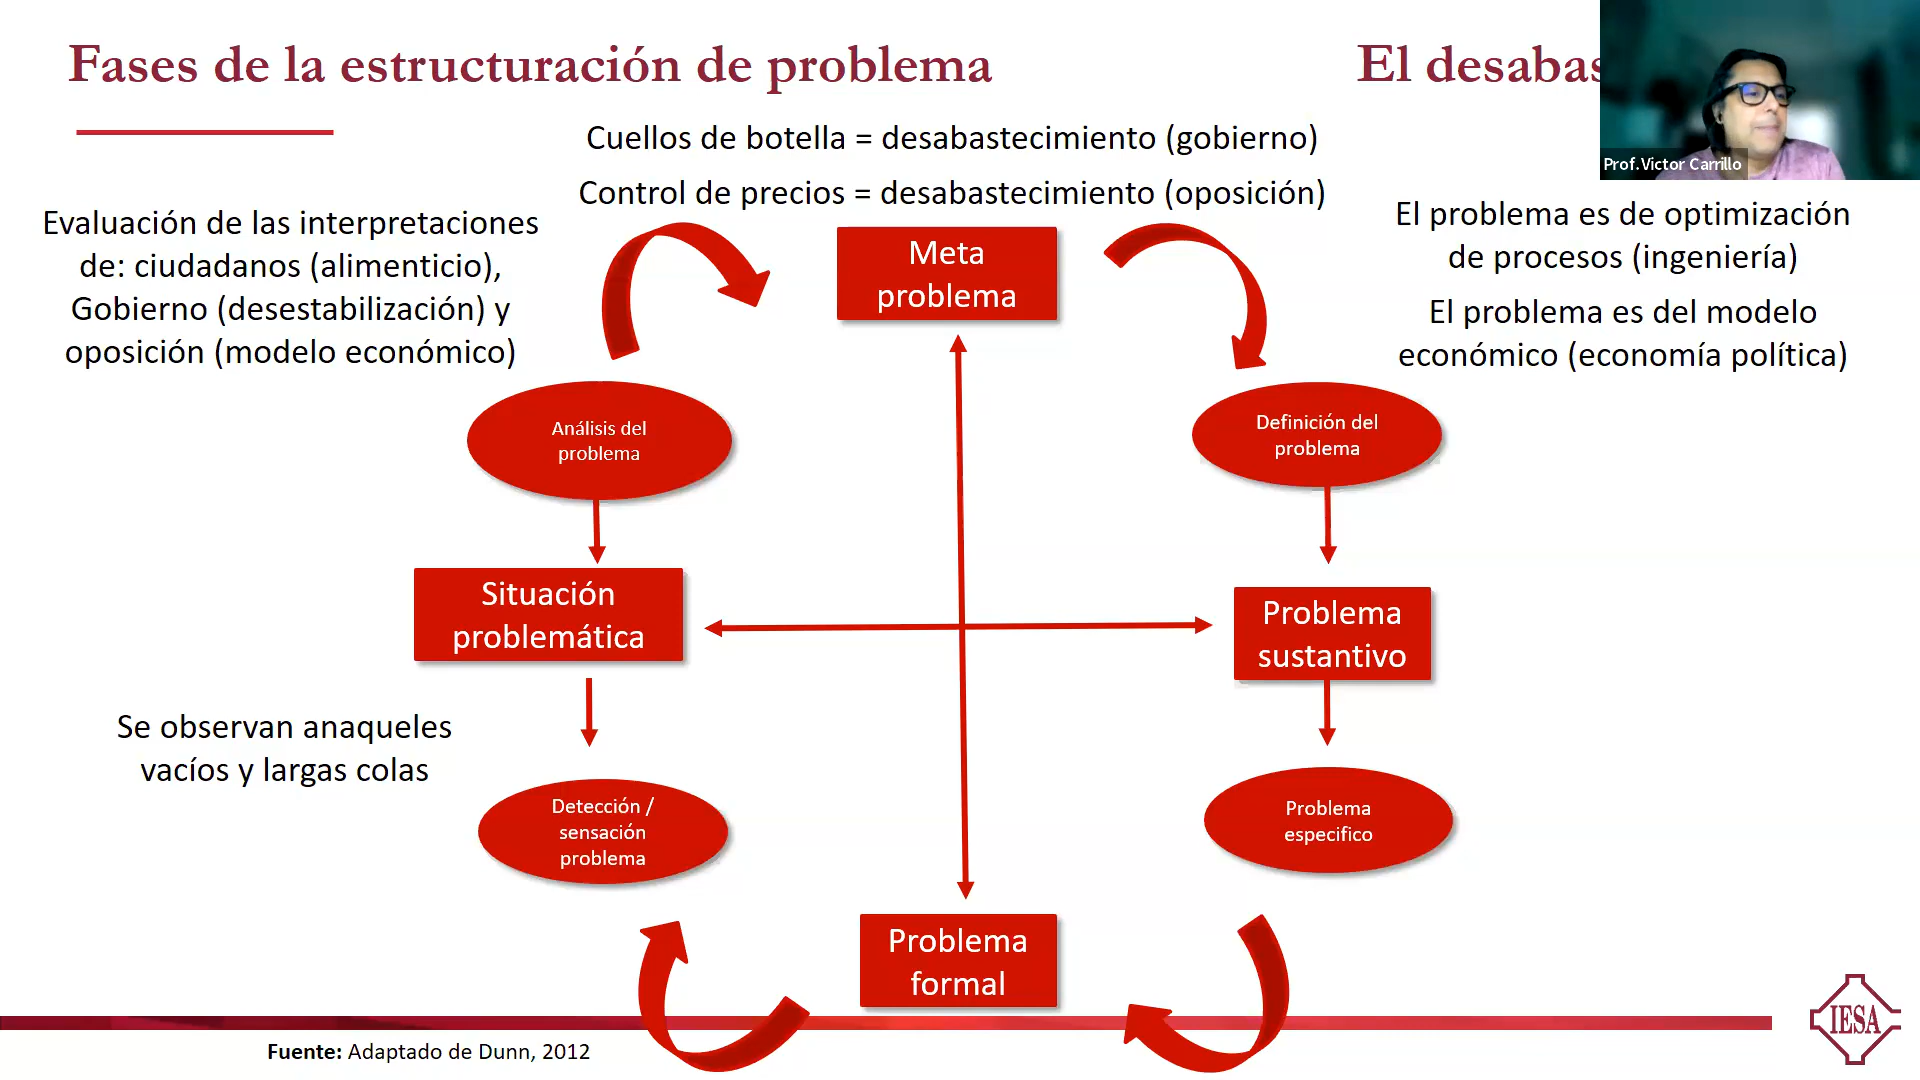 Fases de la estructuración de problema
El
Prof.Victor Carrillo
Cuellos de botella = desabastecimiento (gobierno)
Control de precios = desabastecimiento (oposición)
Evaluación de las interpretaciones
de: ciudadanos (alimenticio),
Gobierno (desestabilización) y
oposición (modelo económico)
El problema es de optimización
de procesos (ingeniería)
El problema es del modelo
económico (economía política)
Meta
problema
Análisis del
problema
Definición del
problema
Situación
problemática
Problema
sustantivo
Se observan anaqueles
vacíos y largas colas
Detección /
sensación
problema
Problema
especifico
Problema
formal
IESA
Fuente: Adaptado de Dunn, 2012